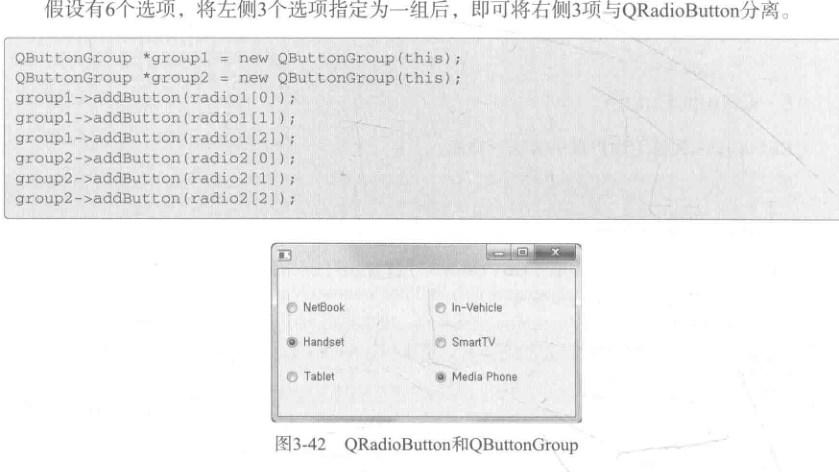 假设有6个选项，将左侧3个选项指定为一组后，即可将右侧3项与QRadioButton分离。
QButtonGroup *group1 = new QButtonGroup(this);
QButtonGroup *group2 = new QButtonGroup(this);
group1->addButton(radio1[0]);
group1->addButton(radio1[1]);
group1->addButton(radio1[2]);
group2->addButton(radio2[0]);
group2->addButton(radio2[1]);
group2->addButton(radio2[2]);
NetBook
In-Vehicle
Handset
SmartTV
Tablet
Media Phone
图3-42 QRadioButton和QButtonGroup